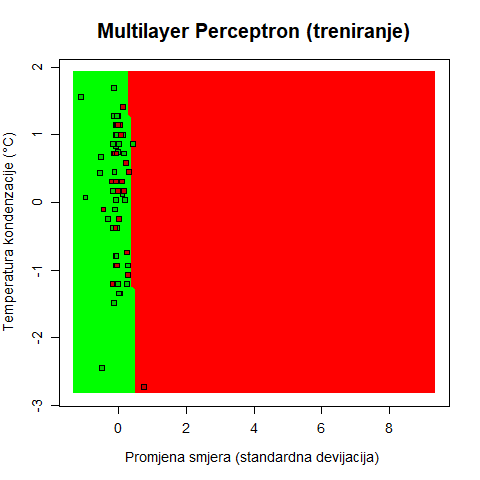 Multilayer Perceptron (treniranje)
Temperatura kondenzacije (°C)
2
1
0
-1
-2
-3
0 2 4 6 8
Promjena smjera (standardna devijacija)